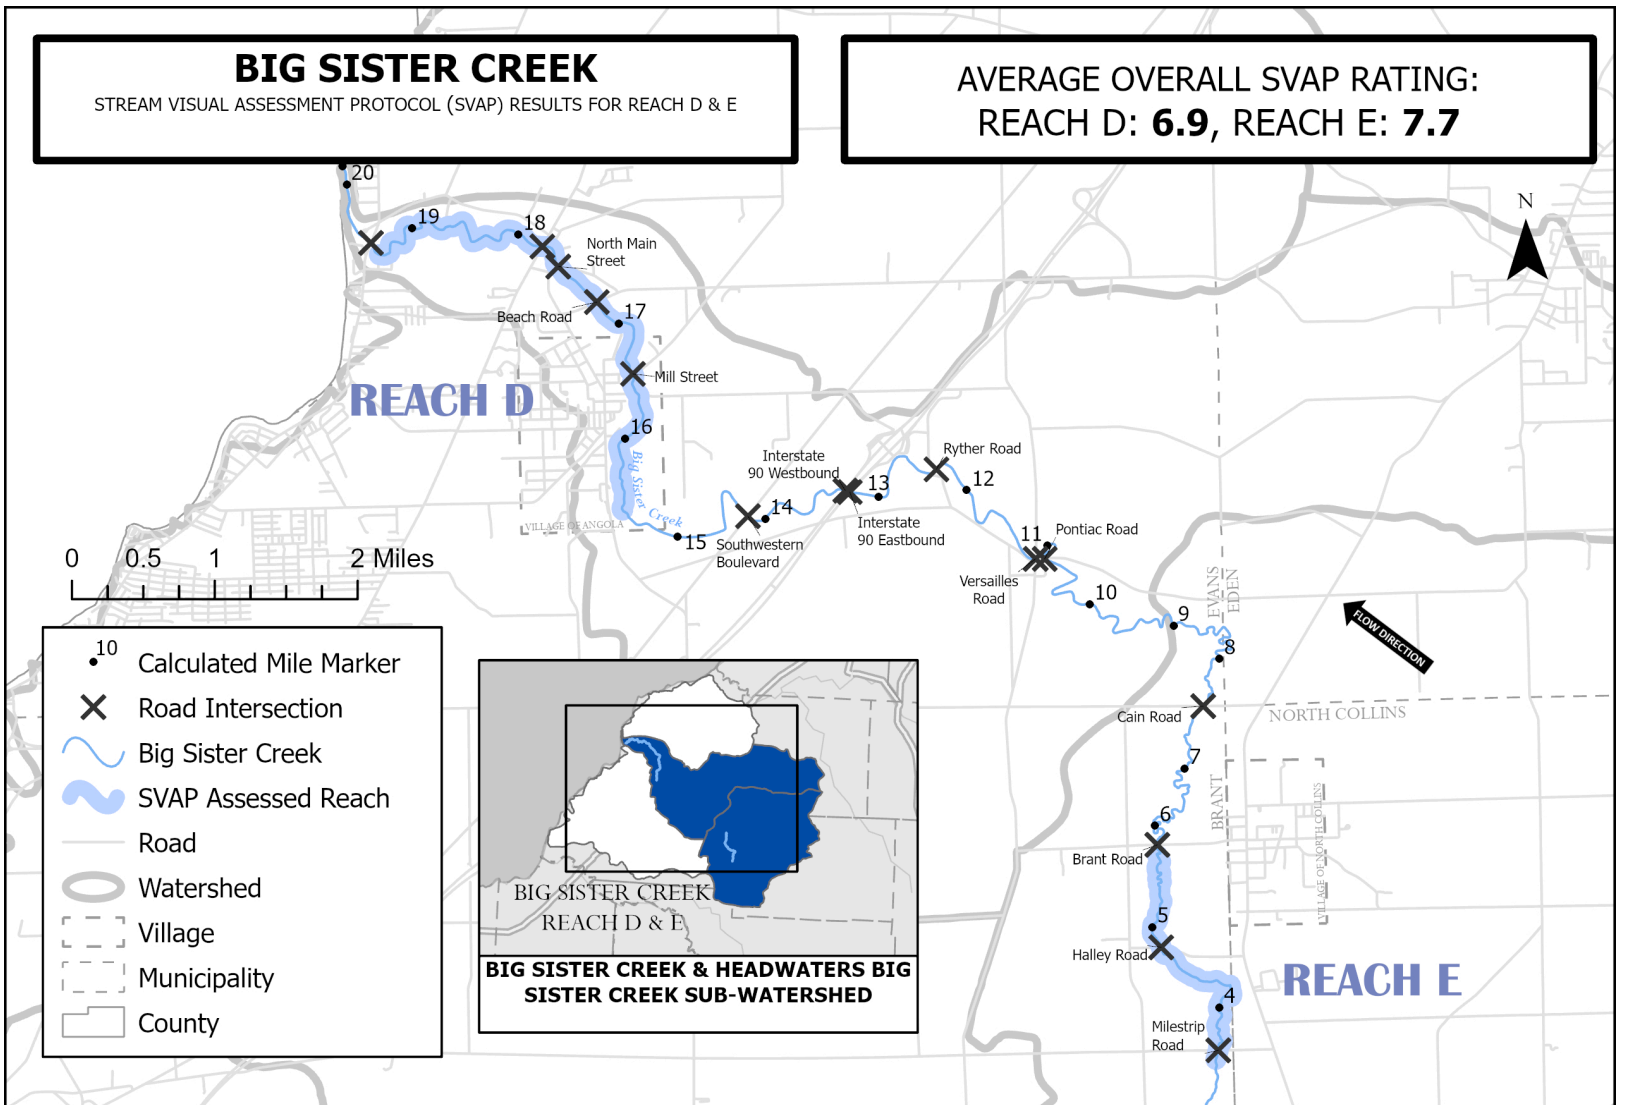 BIG SISTER CREEK
STREAM VISUAL ASSESSMENT PROTOCOL (SVAP) RESULTS FOR REACH D & E
AVERAGE OVERALL SVAP RATING:
REACH D: 6.9, REACH E: 7.7
20
19
18
North Main
Street
N
Beach Road
17
Mill Street
REACH D
16
Big Sister Creek
VILLAGE OF ANGOLA
15
Interstate
90 Westbound
14
Southwestern
Boulevard
13
Interstate
90 Eastbound
Ryther Road
12
11
Pontiac Road
Versailles
Road
10
9
EVANS
EDEN
8
FLOW DIRECTION
Cain Road
NORTH COLLINS
7
BRANT
6
Brant Road
VILLAGE OF NORTH COLLINS
5
Halley Road
REACH E
4
Milestrip
Road
0 0.5 1 2 Miles
10
Calculated Mile Marker
Road Intersection
Big Sister Creek
SVAP Assessed Reach
Road
Watershed
Village
Municipality
County
BIG SISTER CREEK
REACH D & E
BIG SISTER CREEK & HEADWATERS BIG
SISTER CREEK SUB-WATERSHED